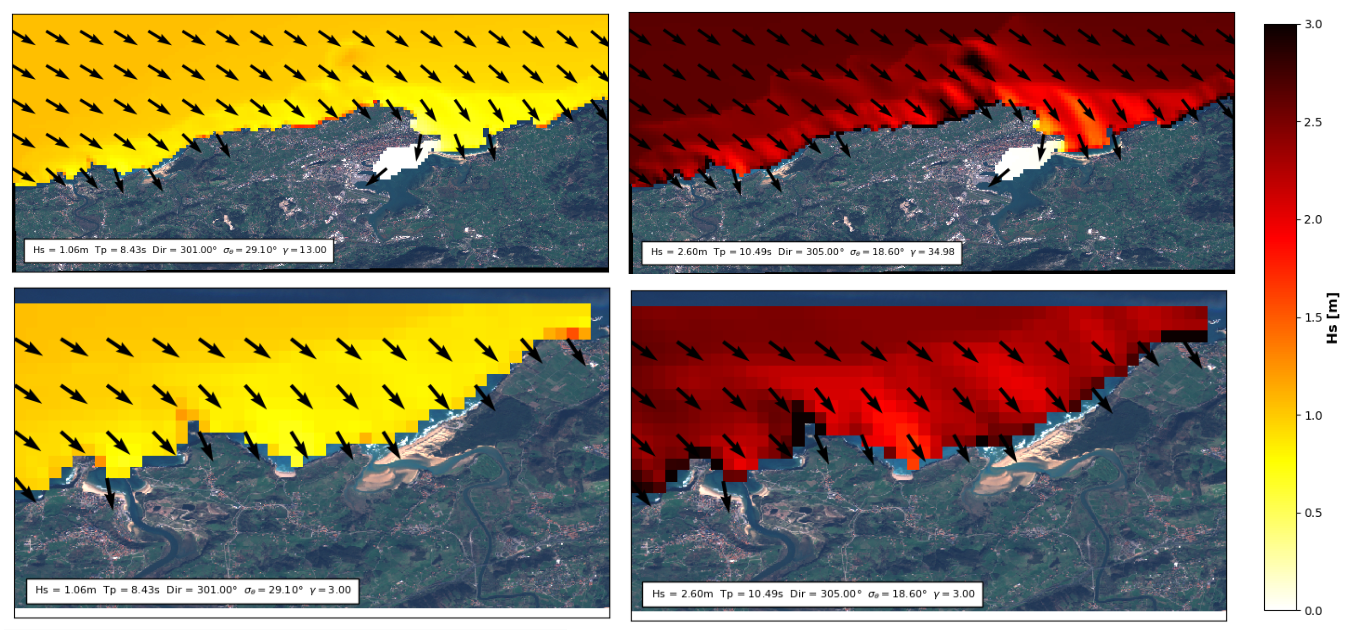 Hs = 1.06m Tp = 8.43s Dir = 301.00° σθ = 29.10° γ = 13.00
Hs = 2.60m Tp = 10.49s Dir = 305.00° σθ = 18.60° γ = 34.98
Hs = 1.06m Tp = 8.43s Dir = 301.00° σθ = 29.10° γ = 3.00
Hs = 2.60m Tp = 10.49s Dir = 305.00° σθ = 18.60° γ = 3.00
3.0
2.5
2.0
1.5
1.0
0.5
0.0
Hs [m]